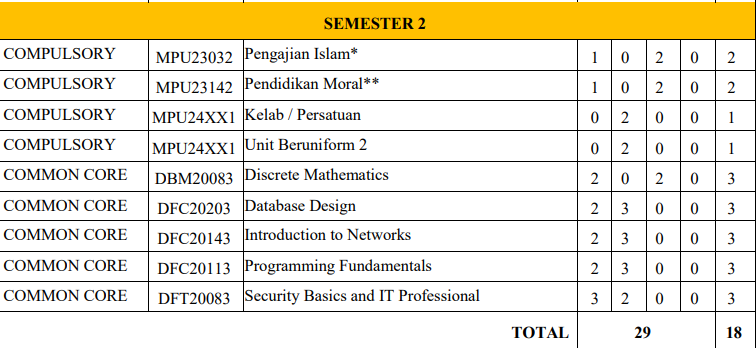 SEMESTER 2
COMPULSORY MPU23032 Pengajian Islam* 1 0 2 0 2
COMPULSORY MPU23142 Pendidikan Moral** 1 0 2 0 2
COMPULSORY MPU24XX1 Kelab / Persatuan 0 2 0 0 1
COMPULSORY MPU24XX1 Unit Beruniform 2 0 2 0 0 1
COMMON CORE DBM20083 Discrete Mathematics 2 0 2 0 3
COMMON CORE DFC20203 Database Design 2 3 0 0 3
COMMON CORE DFC20143 Introduction to Networks 2 3 0 0 3
COMMON CORE DFC20113 Programming Fundamentals 2 3 0 0 3
COMMON CORE DFT20083 Security Basics and IT Professional 3 2 0 0 3
TOTAL 29 18